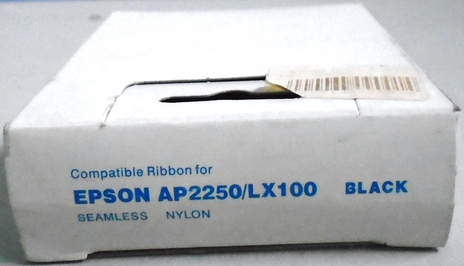 Compatible Ribbon for
EPSON AP2250/LX100 BLACK
SEAMLESS NYLON